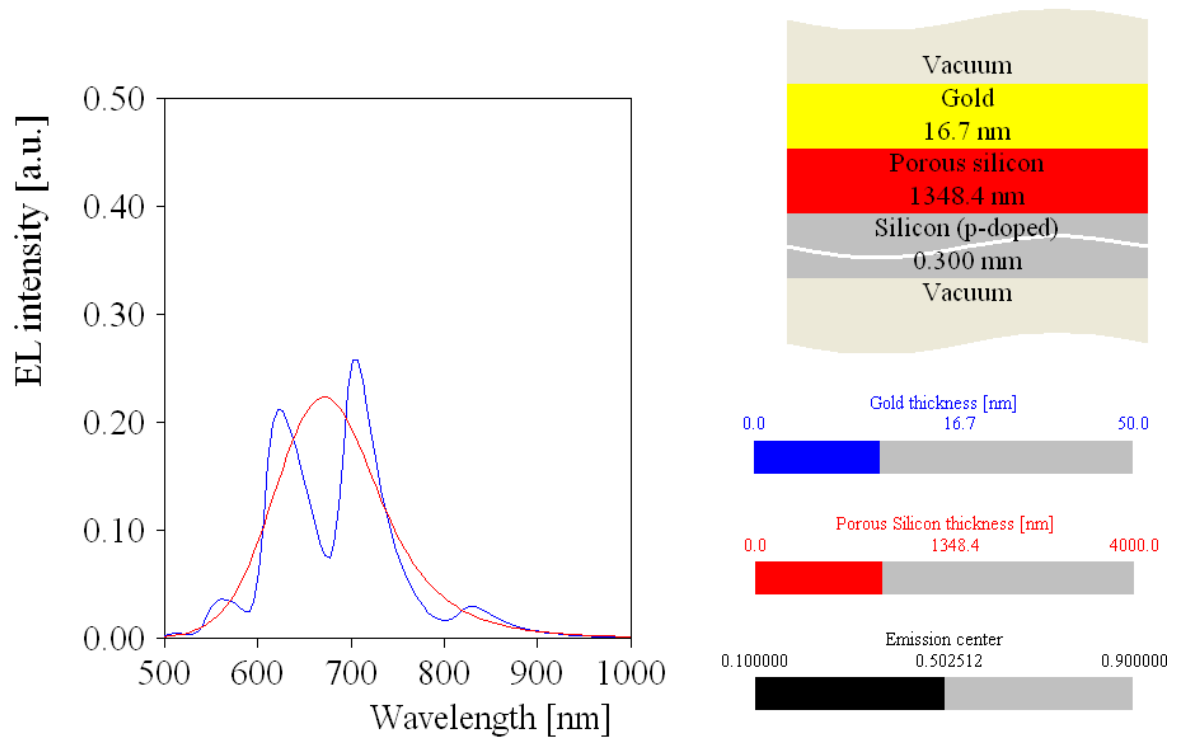 EL intensity [a.u.]
0.50
0.40
0.30
0.20
0.10
0.00
500 600 700 800 900 1000
Wavelength [nm]
Vacuum
Gold
16.7 nm
Porous silicon
1348.4 nm
Silicon (p-doped)
0.300 mm
Vacuum
Gold thickness [nm]
0.0 16.7 50.0
Porous Silicon thickness [nm]
0.0 1348.4 4000.0
Emission center
0.100000 0.502512 0.900000